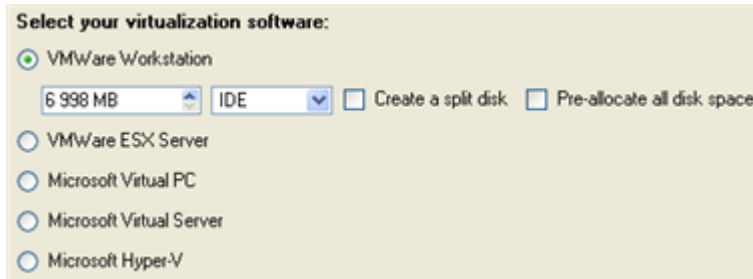 Select your virtualization software:
VMWare Workstation
6 998 MB IDE Create a split disk Pre-allocate all disk space
VMWare ESX Server
Microsoft Virtual PC
Microsoft Virtual Server
Microsoft Hyper-V